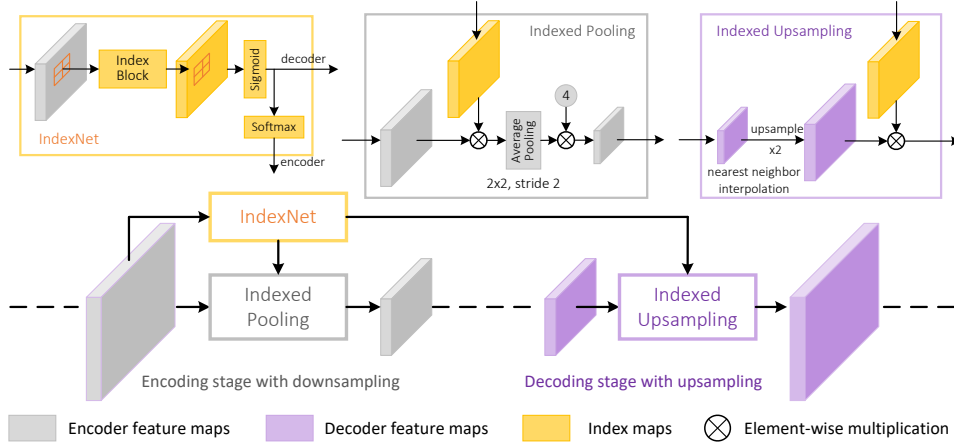 Index
Block
Sigmoid
decoder
Softmax
encoder
IndexNet
Indexed Pooling
4
Average
Pooling
2x2, stride 2
Indexed Upsampling
upsample
x2
nearest neighbor
interpolation
IndexNet
Indexed
Pooling
Indexed
Upsampling
Encoding stage with downsampling
Decoding stage with upsampling
Encoder feature maps
Decoder feature maps
Index maps
Element-wise multiplication